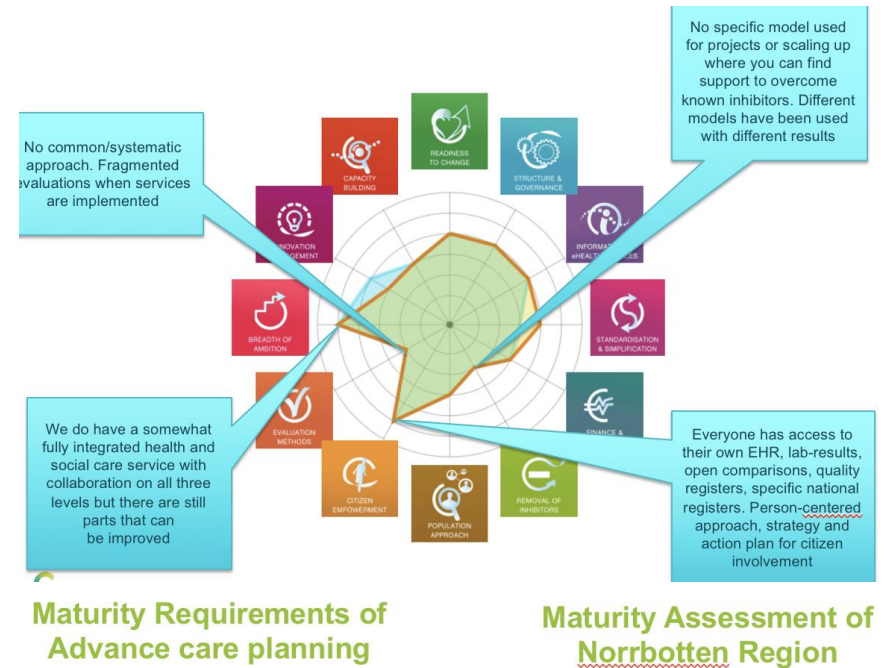 No specific model used
for projects or scaling up
where you can find
support to overcome
known inhibitors. Different
models have been used
with different results
No common/systematic
approach. Fragmented
evaluations when services
are implemented
READINESS
TO CHANGE
CAPACITY
BUILDING
STRUCTURE &
GOVERNANCE
BREADTH OF
AMBITION
STANDARDISATION
& SIMPLIFICATION
EVALUATION
METHODS
FINANCE &
CITIZEN
EMPOWERMENT
POPULATION
APPROACH
REMOVAL OF
INHIBITORS
We do have a somewhat
fully integrated health and
social care service with
collaboration on all three
levels but there are still
parts that can
be improved
Everyone has access to
their own EHR, lab-results,
open comparisons, quality
registers, specific national
registers. Person-centered
approach, strategy and
action plan for citizen
involvement
Maturity Requirements of
Advance care planning
Maturity Assessment of
Norrbotten Region